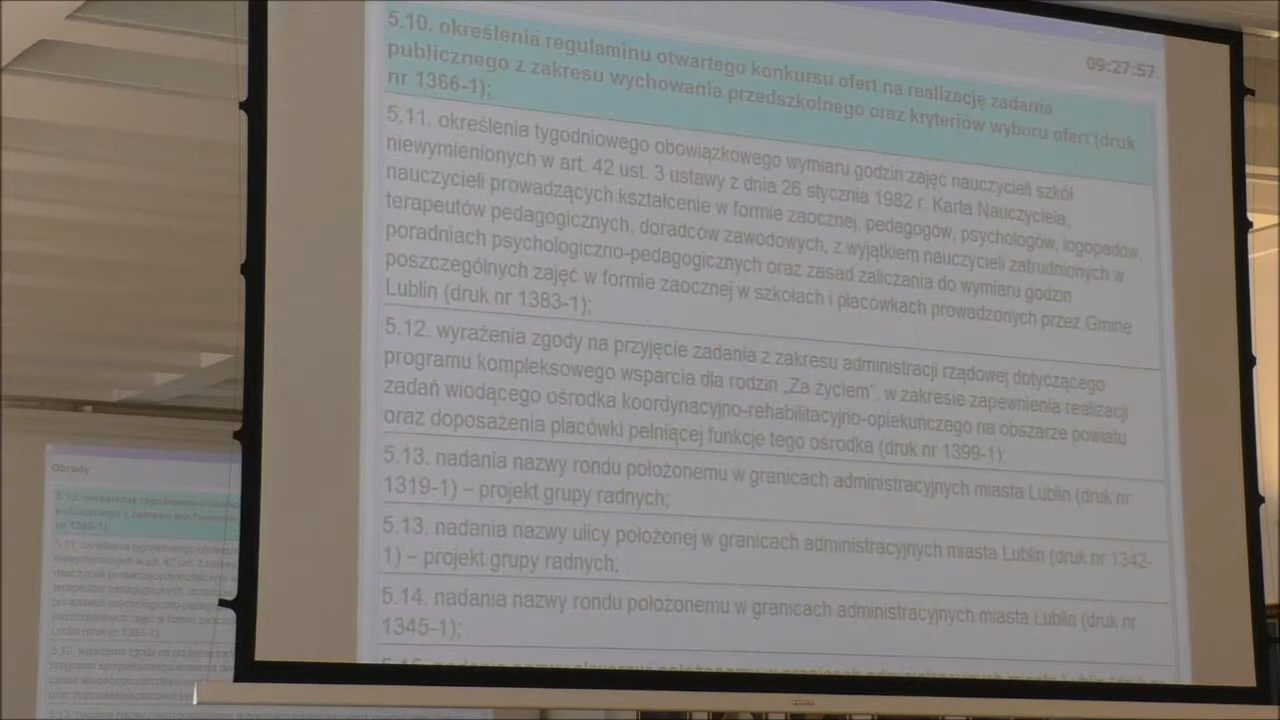 09:27:57
5.10. określenia regulaminu otwartego konkursu ofert na realizację zadania
publicznego z zakresu wychowania przedszkolnego oraz kryteriów wyboru ofert (druk
nr 1366-1);
5.11. określenia tygodniowego obowiązkowego wymiaru godzin zajęć nauczycieli szkół
niewymienionych w art. 42 ust. 3 ustawy z dnia 26 stycznia 1982 r. Karta Nauczyciela,
nauczycieli prowadzących kształcenie w formie zaocznej, pedagogów, psychologów, logopedów,
terapeutów pedagogicznych, doradców zawodowych, z wyjątkiem nauczycieli zatrudnionych w
poradniach psychologiczno-pedagogicznych oraz zasad zaliczania do wymiaru godzin
poszczególnych zajęć w formie zaocznej w szkołach i placówkach prowadzonych przez Gminę
Lublin (druk nr 1383-1);
5.12. wyrażenia zgody na przyjęcie zadania z zakresu administracji rządowej dotyczącego
programu kompleksowego wsparcia dla rodzin „Za życiem”, w zakresie zapewnienia realizacji
zadań wiodącego ośrodka koordynacyjno-rehabilitacyjno-opiekuńczego na obszarze powiatu
oraz doposażenia placówki pełniącej funkcję tego ośrodka (druk nr 1399-1);
5.13. nadania nazwy rondu położonemu w granicach administracyjnych miasta Lublin (druk nr
1319-1) – projekt grupy radnych;
5.13. nadania nazwy ulicy położonej w granicach administracyjnych miasta Lublin (druk nr 1342-
1) – projekt grupy radnych;
5.14. nadania nazwy rondu położonemu w granicach administracyjnych miasta Lublin (druk nr
1345-1);
Obrady